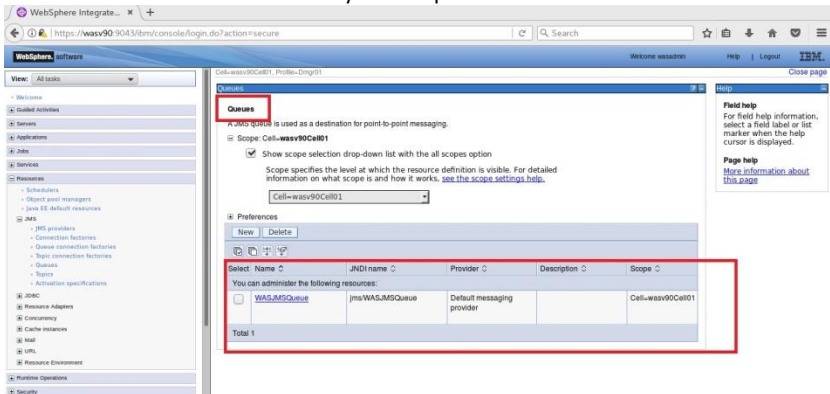 WebSphere Integrate... × +
https://wasv90:9043/ibm/console/login.do?action=secure
Search
WebSphere. software
Welcome wasadmin
Help | Logout
IBM.
View: All tasks
Cell=wasv90Cell01, Profile=Dmgr01
Close page
Welcome
Guided Activities
Servers
Applications
Jobs
Services
Resources
Schedulers
Object pool managers
Java EE default resources
JMS
JMS providers
Connection factories
Queue connection factories
Topic connection factories
Queues
Topics
Activation specifications
JDBC
Resource Adapters
Concurrency
Cache instances
Mail
URL
Resource Environment
Runtime Operations
Security
Queues
Queues
A JMS queue is used as a destination for point-to-point messaging.
Scope: Cell=wasv90Cell01
Show scope selection drop-down list with the all scopes option
Scope specifies the level at which the resource definition is visible. For detailed
information on what scope is and how it works, see the scope settings help.
Cell=wasv90Cell01
Preferences
New Delete
Select Name JNDI name Provider Description Scope
You can administer the following resources:
WASJMSQueue jms/WASJMSQueue Default messaging Cell=wasv90Cell01
provider
Total 1
Help
Field help
For field help information,
select a field label or list
marker when the help
cursor is displayed.
Page help
More information about
this page